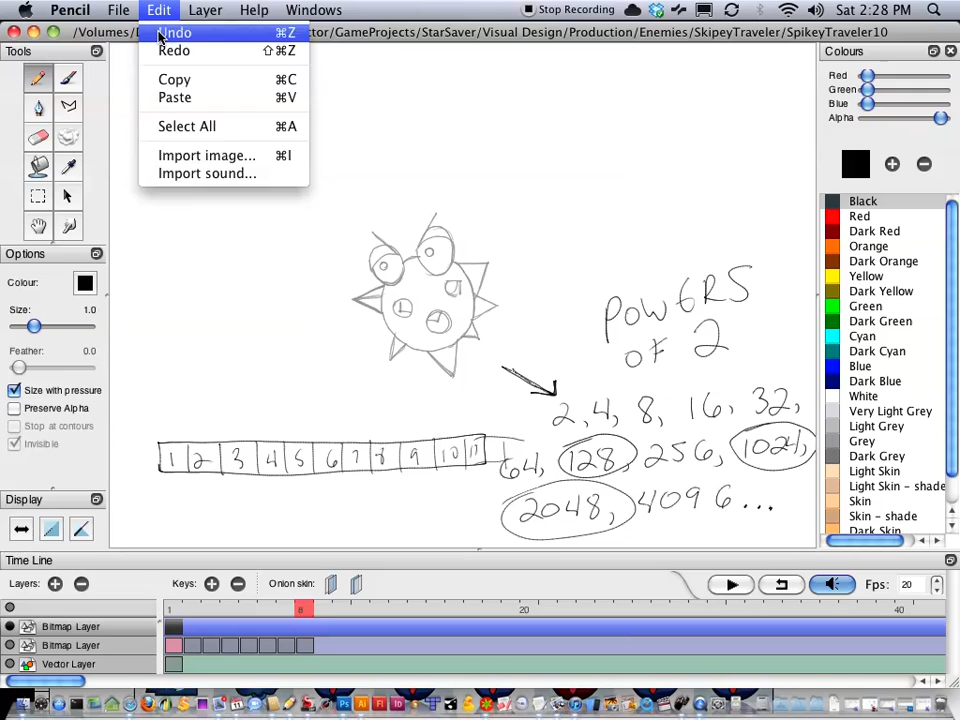 Pencil File Edit Layer Help Windows Stop Recording Sat 2:28 PM
/Volumes/D ctor/GameProjects/StarSaver/Visual Design/Production/Enemies/SkipeyTraveler/SpikeyTraveler10
Tools
Undo ⌘Z
Redo ⇧⌘Z
Copy ⌘C
Paste ⌘V
Select All ⌘A
Import image... ⌘I
Import sound...
Options
Colour:
Size: 1.0
Feather: 0.0
Size with pressure
Preserve Alpha
Stop at contours
Invisible
Display
POWERS
OF 2
2, 4, 8, 16, 32,
64, 128, 256, 1024,
2048, 4096...
1 2 3 4 5 6 7 8 9 10 11
Colours
Red
Green
Blue
Alpha
Black
Red
Dark Red
Orange
Dark Orange
Yellow
Dark Yellow
Green
Dark Green
Cyan
Dark Cyan
Blue
Dark Blue
White
Very Light Grey
Light Grey
Grey
Dark Grey
Light Skin
Light Skin - shade
Skin
Skin - shade
Dark Skin
Time Line
Layers: Keys: Onion skin: Fps: 20
1 8 20 40
Bitmap Layer
Bitmap Layer
Vector Layer